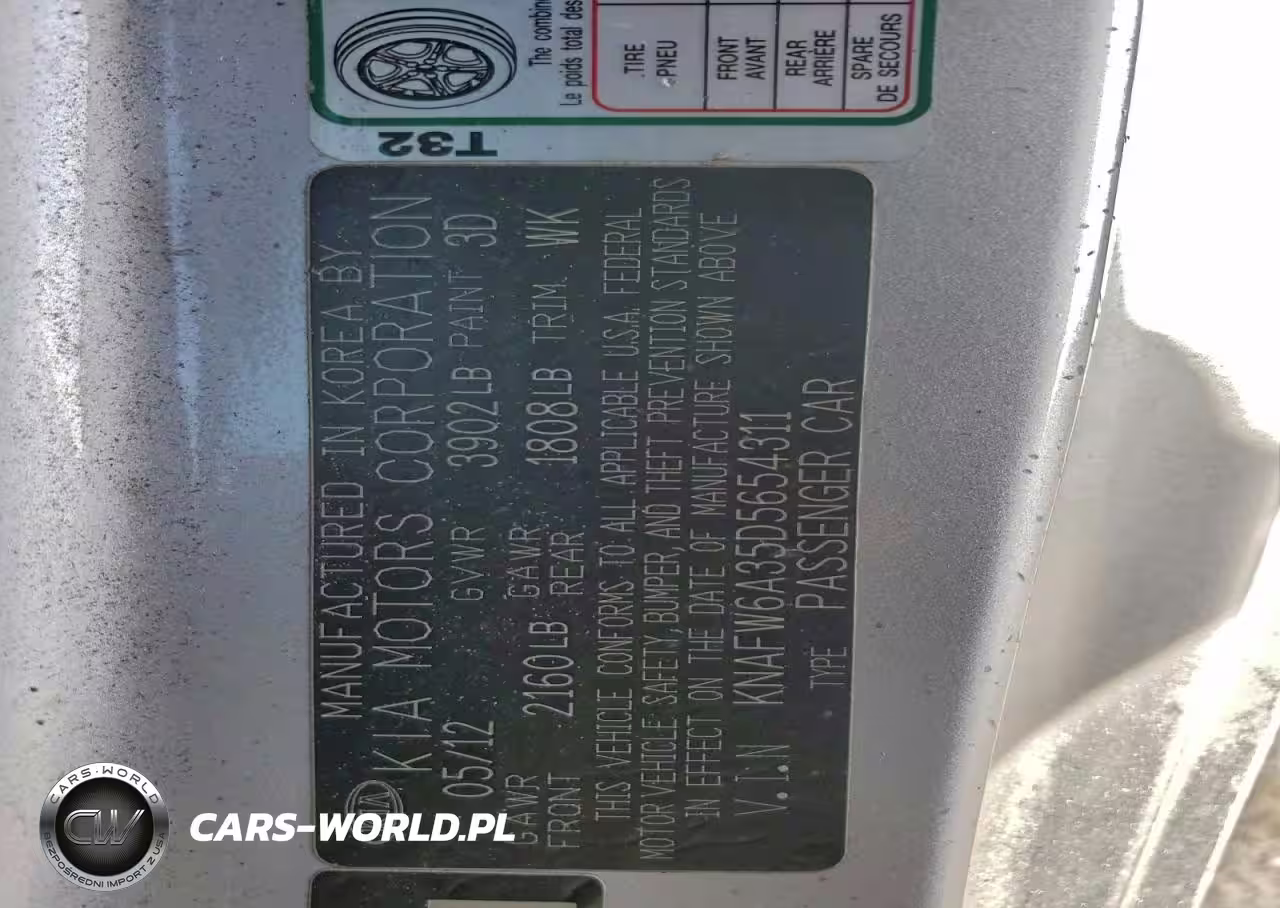 The combine
Le poids total des
TIRE
PNEU
FRONT
AVANT
REAR
ARRIÈRE
SPARE
DE SECOURS
T32
MANUFACTURED IN KOREA BY
KIA KIA MOTORS CORPORATION
05/12 GVWR 3902LB PAINT 3D
GAWR FRONT 2160LB GAWR REAR 1808LB TRIM WK
THIS VEHICLE CONFORMS TO ALL APPLICABLE U.S.A. FEDERAL
MOTOR VEHICLE SAFETY, BUMPER, AND THEFT PREVENTION STANDARDS
IN EFFECT ON THE DATE OF MANUFACTURE SHOWN ABOVE
V.I.N KNAFW6A35D5654311
TYPE PASSENGER CAR
CARS-WORLD
CW
BEZPOŚREDNI IMPORT Z USA
CARS-WORLD.PL